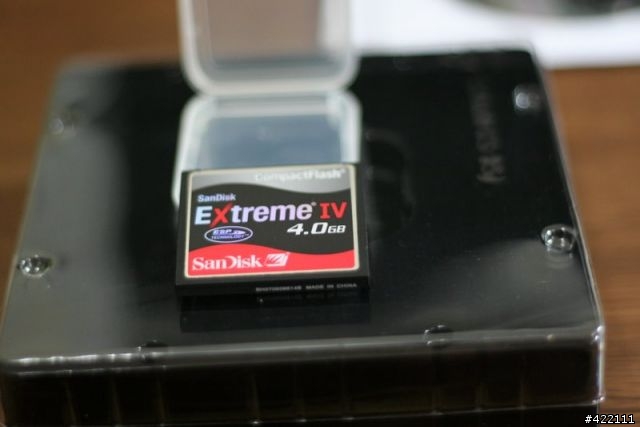 CompactFlash®
SanDisk
Extreme® IV
4.0GB
ESP
TECHNOLOGY
SanDisk
MADE IN CHINA
#422111